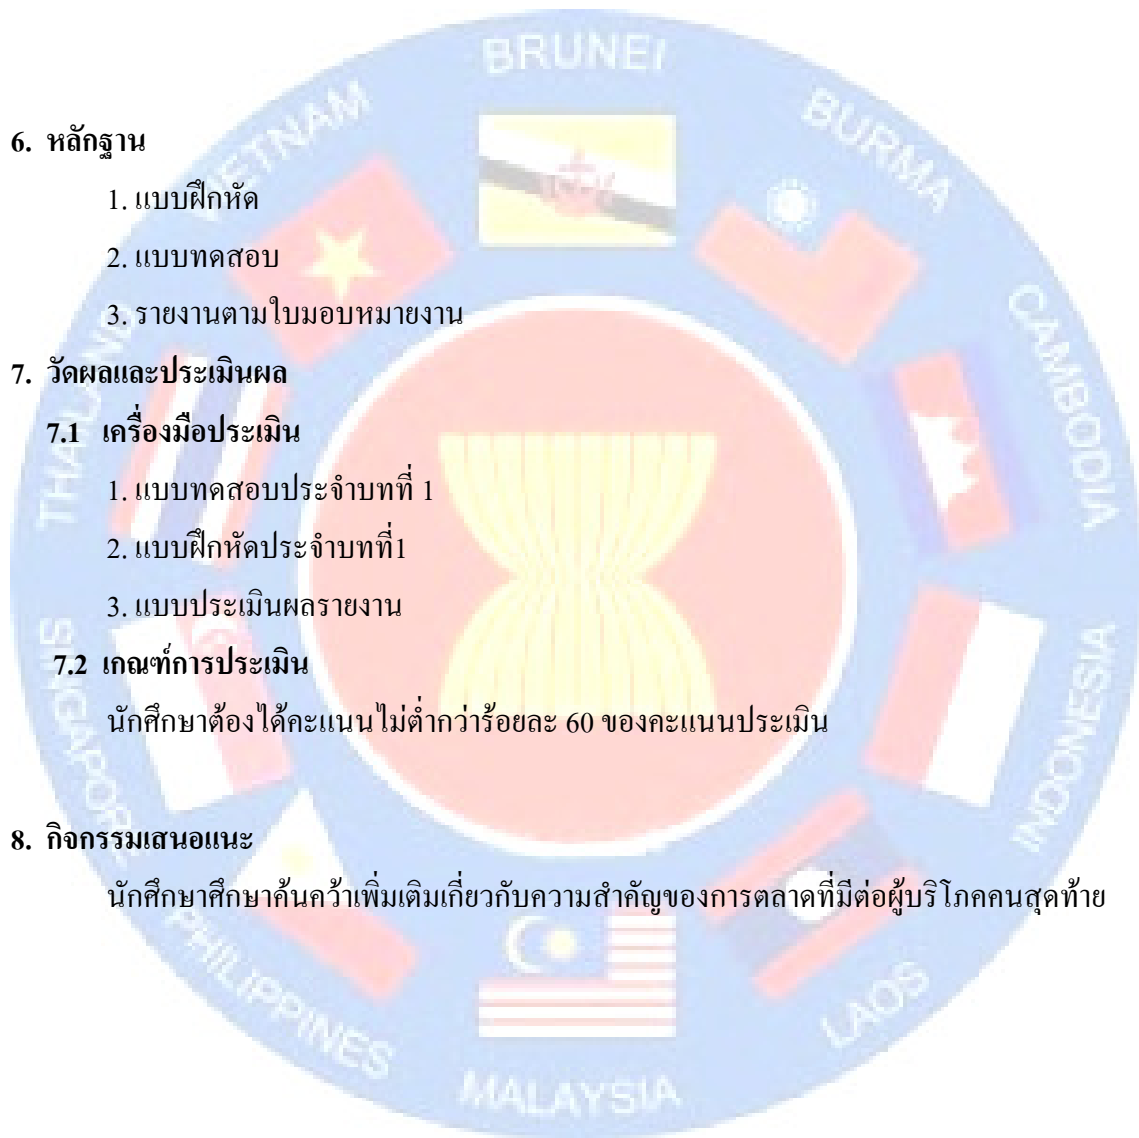 BRUNEI
BURMA
VIETNAM
6. หลักฐาน
1. แบบฝึกหัด
2. แบบทดสอบ
CAMBODIA
3. รายงานตามใบมอบหมายงาน
THAILAND
7. วัดผลและประเมินผล
7.1 เครื่องมือประเมิน
1. แบบทดสอบประจำบทที่ 1
2. แบบฝึกหัดประจำบทที่1
3. แบบประเมินผลรายงาน
SINGAPORE
INDONESIA
7.2 เกณฑ์การประเมิน
นักศึกษาต้องได้คะแนนไม่ต่ำกว่าร้อยละ 60 ของคะแนนประเมิน
8. กิจกรรมเสนอแนะ
นักศึกษาศึกษาค้นคว้าเพิ่มเติมเกี่ยวกับความสำคัญของการตลาดที่มีต่อผู้บริโภคคนสุดท้าย
PHILIPPINES
LAOS
MALAYSIA